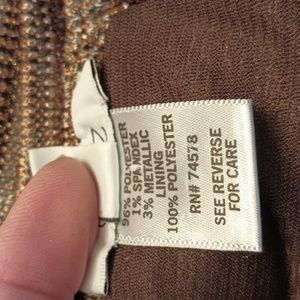 96% POLYESTER
1% SPANDEX
3% METALLIC
LINING
100% POLYESTER
RN# 74578
SEE REVERSE
FOR CARE